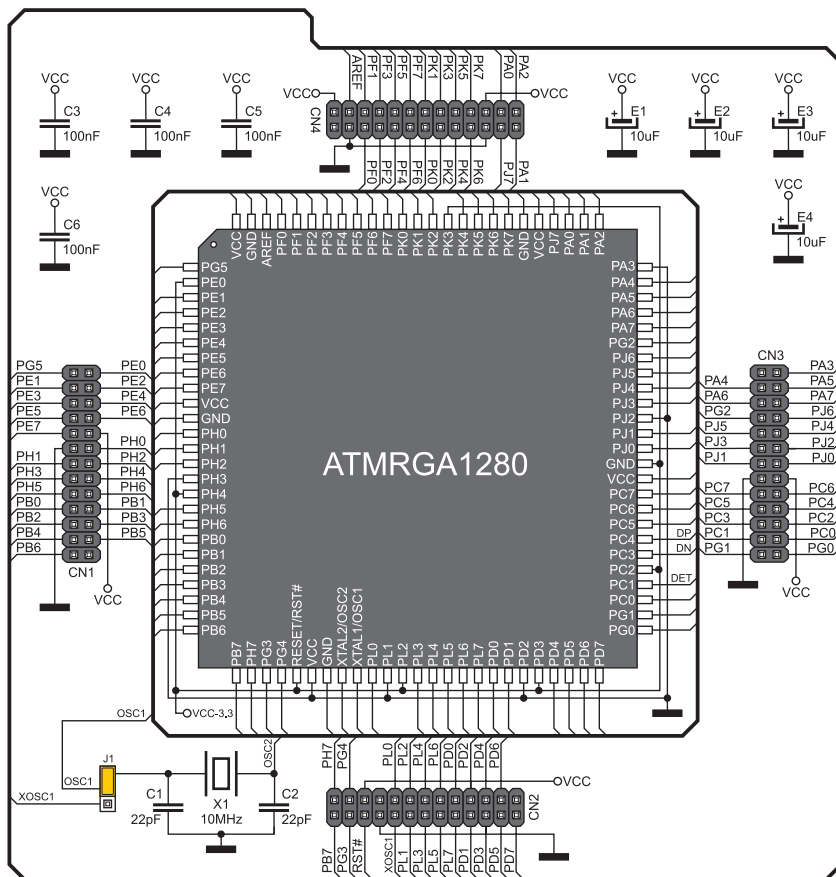 AREF PF1 PF3 PF5 PF7 PK1 PK3 PK5 PK7 PA0 PA2
VCC VCC VCC VCC VCC VCC VCC VCC
C3 C4 C5 CN4 E1 E2 E3
100nF 100nF 100nF 10uF 10uF 10uF
PF0 PF2 PF4 PF6 PK0 PK2 PK4 PK6 PJ7 PA1
VCC VCC
C6 E4
100nF 10uF
VCC GND AREF PF0 PF1 PF2 PF3 PF4 PF5 PF6 PF7 PK0 PK1 PK2 PK3 PK4 PK5 PK6 PK7 GND VCC PJ7 PA0 PA1 PA2
PG5 PA3
PE0 PA4
PE1 PA5
PE2 PA6
PE3 PA7
PE4 PG2
PE5 PJ6
PE6 PJ5
PE7 PJ4
VCC PJ3
GND PJ2
PH0 PJ1
PH1 PJ0
PH2 GND
PH3 VCC
PH4 PC7
PH5 PC6
PH6 PC5
PB0 PC4
PB1 PC3
PB2 PC2
PB3 PC1
PB4 PC0
PB5 PG1
PB6 PG0
ATMRGA1280
PG5 PE0
PE1 PE2
PE3 PE4
PE5 PE6
PE7
PH0
PH1 PH2
PH3 PH4
PH5 PH6
PB0 PB1
PB2 PB3
PB4 PB5
PB6
CN1
VCC
CN3
PA3
PA4 PA5
PA6 PA7
PG2 PJ6
PJ5 PJ4
PJ3 PJ2
PJ1 PJ0
PC7 PC6
PC5 PC4
PC3 PC2
DP PC1 PC0
DN PG1 PG0
DET
VCC
PB7 PH7 PG3 PG4 RESET/RST# VCC GND XTAL2/OSC2 XTAL1/OSC1 PL0 PL1 PL2 PL3 PL4 PL5 PL6 PL7 PD0 PD1 PD2 PD3 PD4 PD5 PD6 PD7
OSC1 VCC-3.3
OSC2
J1
OSC1
XOSC1
C1 X1 C2
22pF 10MHz 22pF
PH7 PG4 PL0 PL2 PL4 PL6 PD0 PD2 PD4 PD6
VCC
CN2
PB7 PG3 RST# XOSC1 PL1 PL3 PL5 PL7 PD1 PD3 PD5 PD7